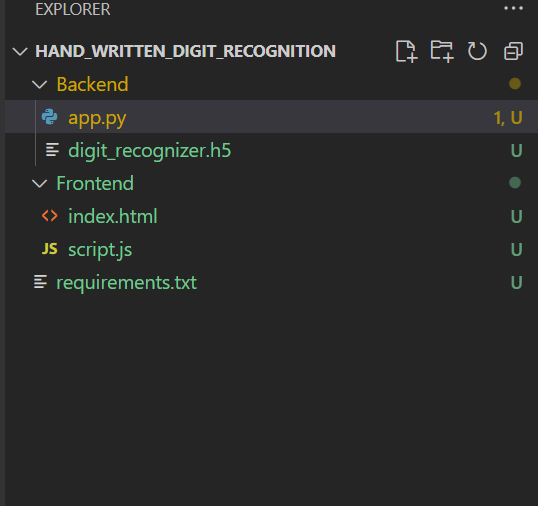 EXPLORER ...
HAND_WRITTEN_DIGIT_RECOGNITION
Backend
app.py 1, U
digit_recognizer.h5 U
Frontend
index.html U
JS script.js U
requirements.txt U